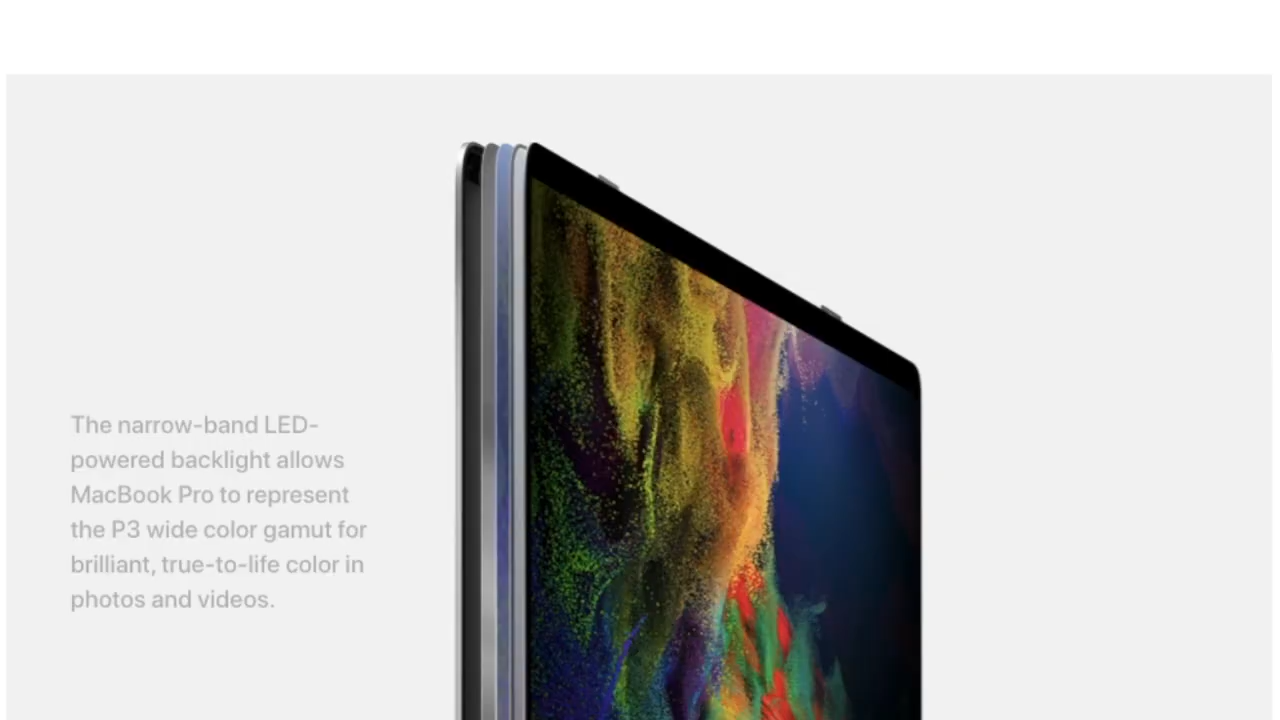 The narrow-band LED-
powered backlight allows
MacBook Pro to represent
the P3 wide color gamut for
brilliant, true-to-life color in
photos and videos.